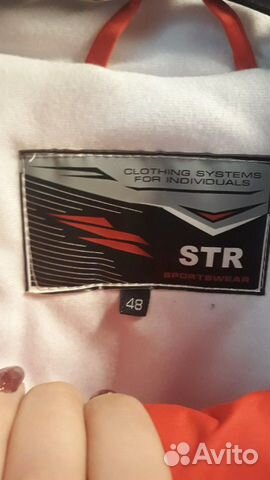 CLOTHING SYSTEMS
FOR INDIVIDUALS
STR
SPORTSWEAR
48
Avito